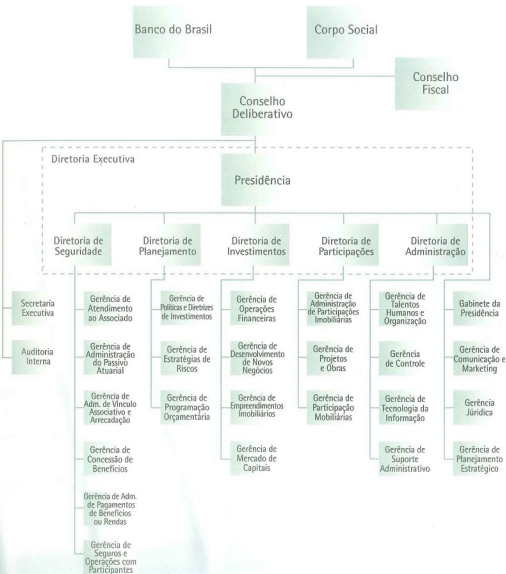 Banco do Brasil
Corpo Social
Conselho
Fiscal
Conselho
Deliberativo
Diretoria Executiva
Presidência
Diretoria de
Seguridade
Diretoria de
Planejamento
Diretoria de
Investimentos
Diretoria de
Participações
Diretoria de
Administração
Secretaria
Executiva
Auditoria
Interna
Gerência de
Atendimento
ao Associado
Gerência de
Administração
do Passivo
Atuarial
Gerência de
Adm. de Vínculo
Associativo e
Arrecadação
Gerência de
Concessão de
Benefícios
Gerência de Adm.
de Pagamentos
de Benefícios
ou Rendas
Gerência de
Seguros e
Operações com
Participantes
Gerência de
Políticas e Diretrizes
de Investimentos
Gerência de
Estratégias de
Riscos
Gerência de
Programação
Orçamentária
Gerência de
Operações
Financeiras
Gerência de
Desenvolvimento
de Novos
Negócios
Gerência de
Empreendimentos
Imobiliários
Gerência de
Mercado de
Capitais
Gerência de
Administração
de Participações
Imobiliárias
Gerência de
Projetos
e Obras
Gerência de
Participação
Mobiliárias
Gerência de
Talentos
Humanos e
Organização
Gerência
de Controle
Gerência de
Tecnologia da
Informação
Gerência de
Suporte
Administrativo
Gabinete da
Presidência
Gerência de
Comunicação e
Marketing
Gerência
Júridica
Gerência de
Planejamento
Estratégico